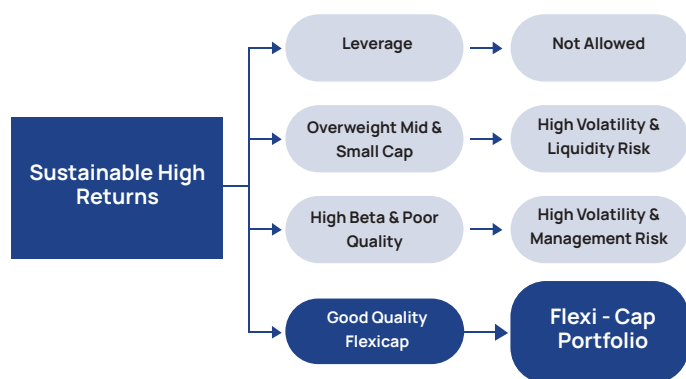 Sustainable High
Returns
Leverage
Not Allowed
Overweight Mid &
Small Cap
High Volatility &
Liquidity Risk
High Beta & Poor
Quality
High Volatility &
Management Risk
Good Quality
Flexicap
Flexi - Cap
Portfolio